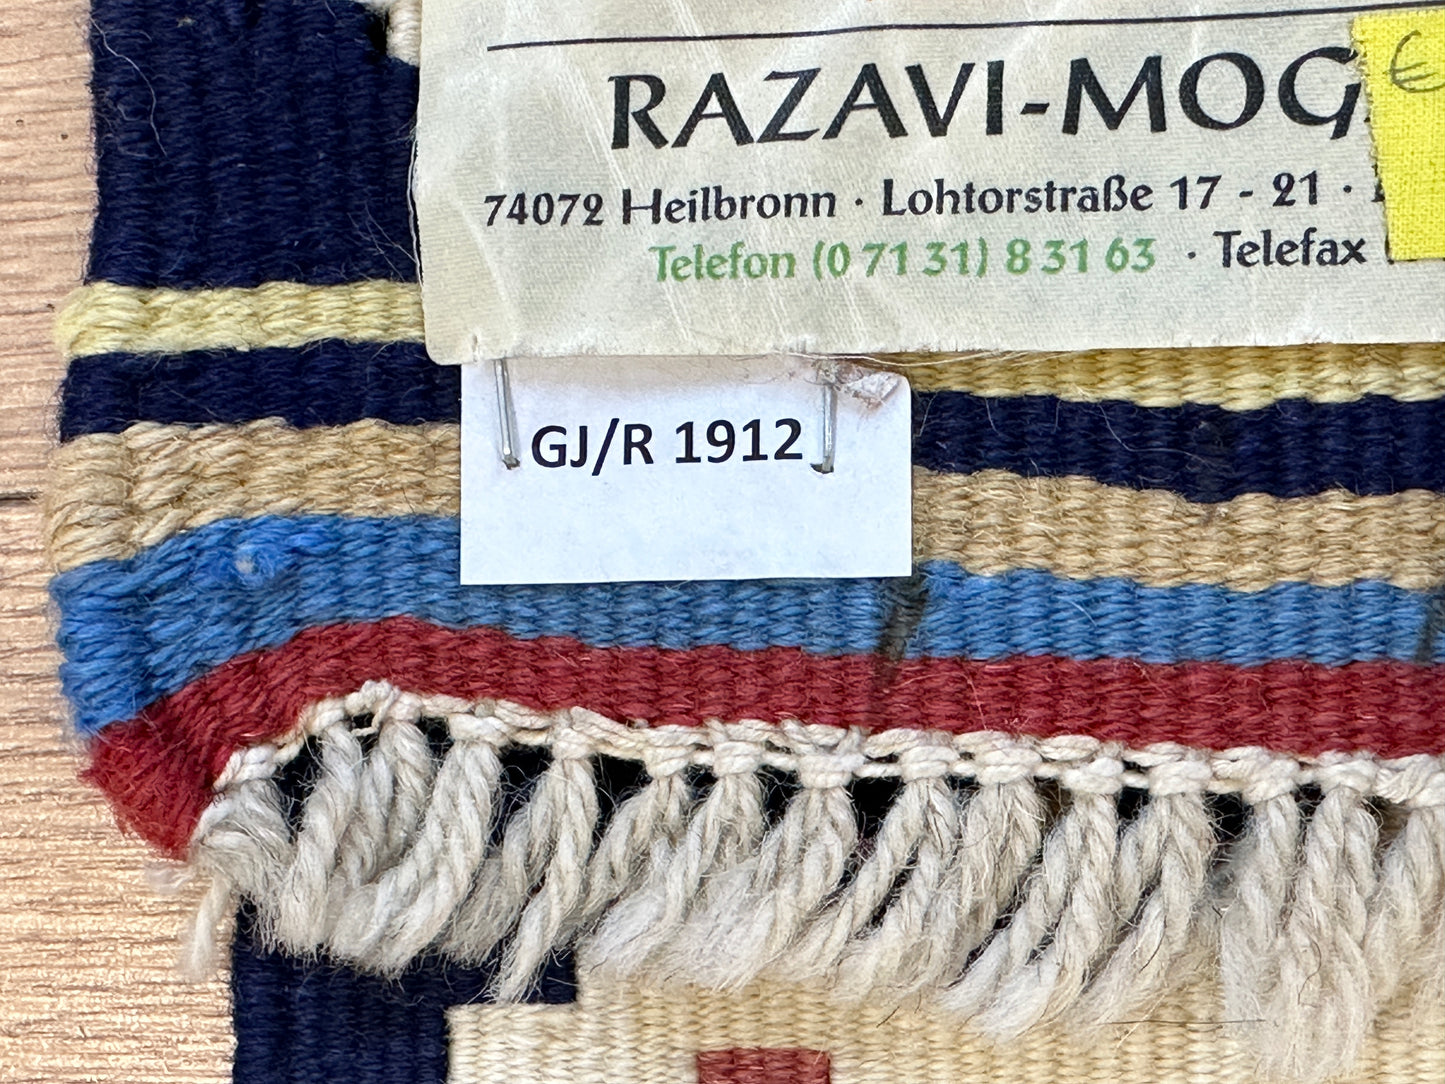 RAZAVI-MOG
74072 Heilbronn · Lohtorstraße 17 - 21 ·
Telefon (0 71 31) 8 31 63 · Telefax
€
GJ/R 1912